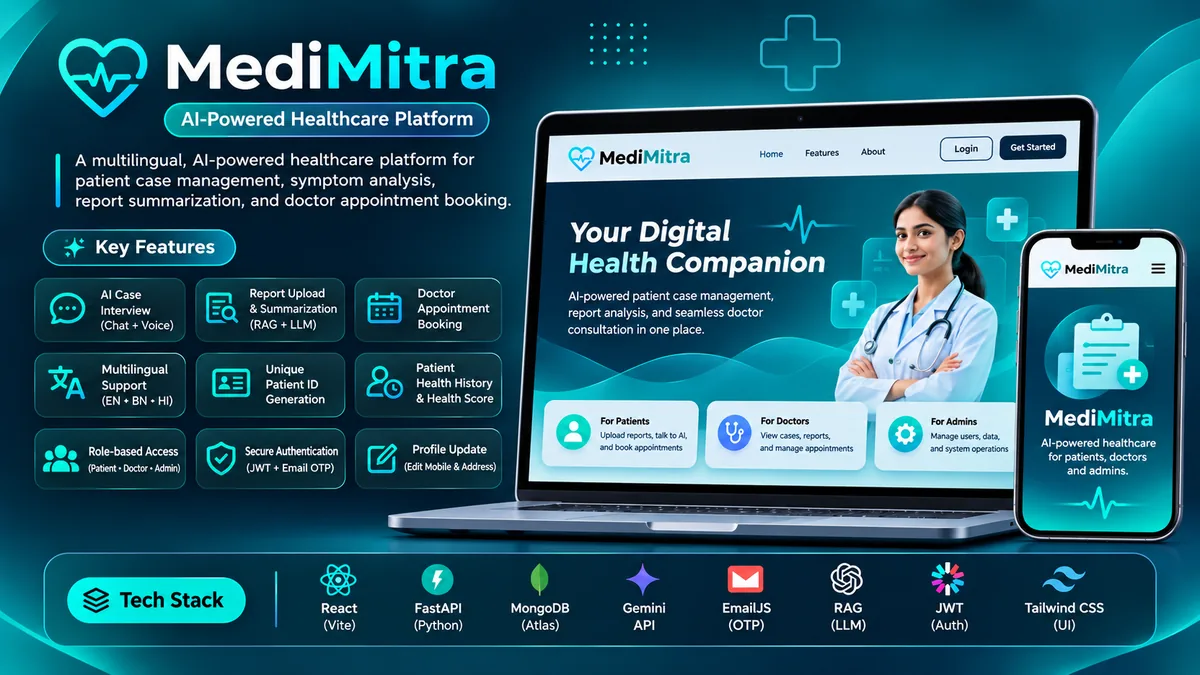 MediMitra
AI-Powered Healthcare Platform
A multilingual, AI-powered healthcare platform for
patient case management, symptom analysis,
report summarization, and doctor appointment booking.
Key Features
AI Case
Interview
(Chat + Voice)
Report Upload
& Summarization
(RAG + LLM)
Doctor
Appointment
Booking
Multilingual
Support
(EN + BN + HI)
Unique
Patient ID
Generation
Patient
Health History
& Health Score
Role-based Access
(Patient • Doctor • Admin)
Secure Authentication
(JWT + Email OTP)
Profile Update
(Edit Mobile & Address)
MediMitra
Home
Features
About
Login
Get Started
Your Digital
Health Companion
AI-powered patient case management,
report analysis, and seamless doctor
consultation in one place.
For Patients
Upload reports, talk to AI,
and book appointments
For Doctors
View cases, reports,
and manage appointments
For Admins
Manage users, data,
and system operations
MediMitra
MediMitra
AI-powered healthcare
for patients, doctors
and admins.
Tech Stack
React
(Vite)
FastAPI
(Python)
MongoDB
(Atlas)
Gemini
API
EmailJS
(OTP)
RAG
(LLM)
JWT
(Auth)
Tailwind CSS
(UI)